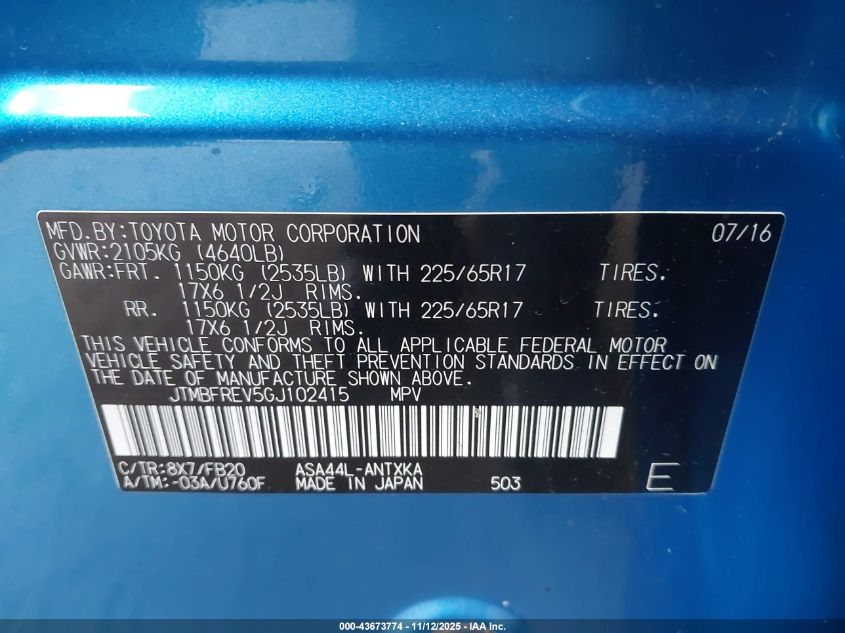 MFD.BY:TOYOTA MOTOR CORPORATION 07/16
GVWR:2105KG (4640LB)
GAWR:FRT. 1150KG (2535LB) WITH 225/65R17 TIRES.
17X6 1/2J RIMS.
RR. 1150KG (2535LB) WITH 225/65R17 TIRES.
17X6 1/2J RIMS.
THIS VEHICLE CONFORMS TO ALL APPLICABLE FEDERAL MOTOR
VEHICLE SAFETY AND THEFT PREVENTION STANDARDS IN EFFECT ON
THE DATE OF MANUFACTURE SHOWN ABOVE.
JTMBFREV5GJ102415 MPV
C/TR:8X7/FB20 ASA44L-ANTXKA
A/TM:-03A/U760F MADE IN JAPAN 503 E
000-43673774 — 11/12/2025 — IAA Inc.